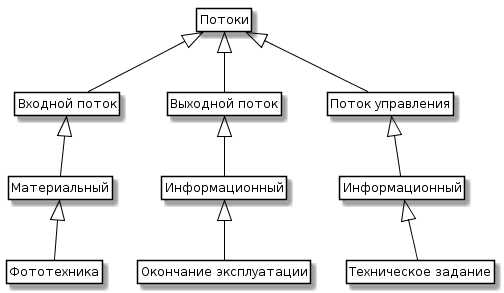 Потоки
Входной поток
Выходной поток
Поток управления
Материальный
Информационный
Информационный
Фототехника
Окончание эксплуатации
Техническое задание